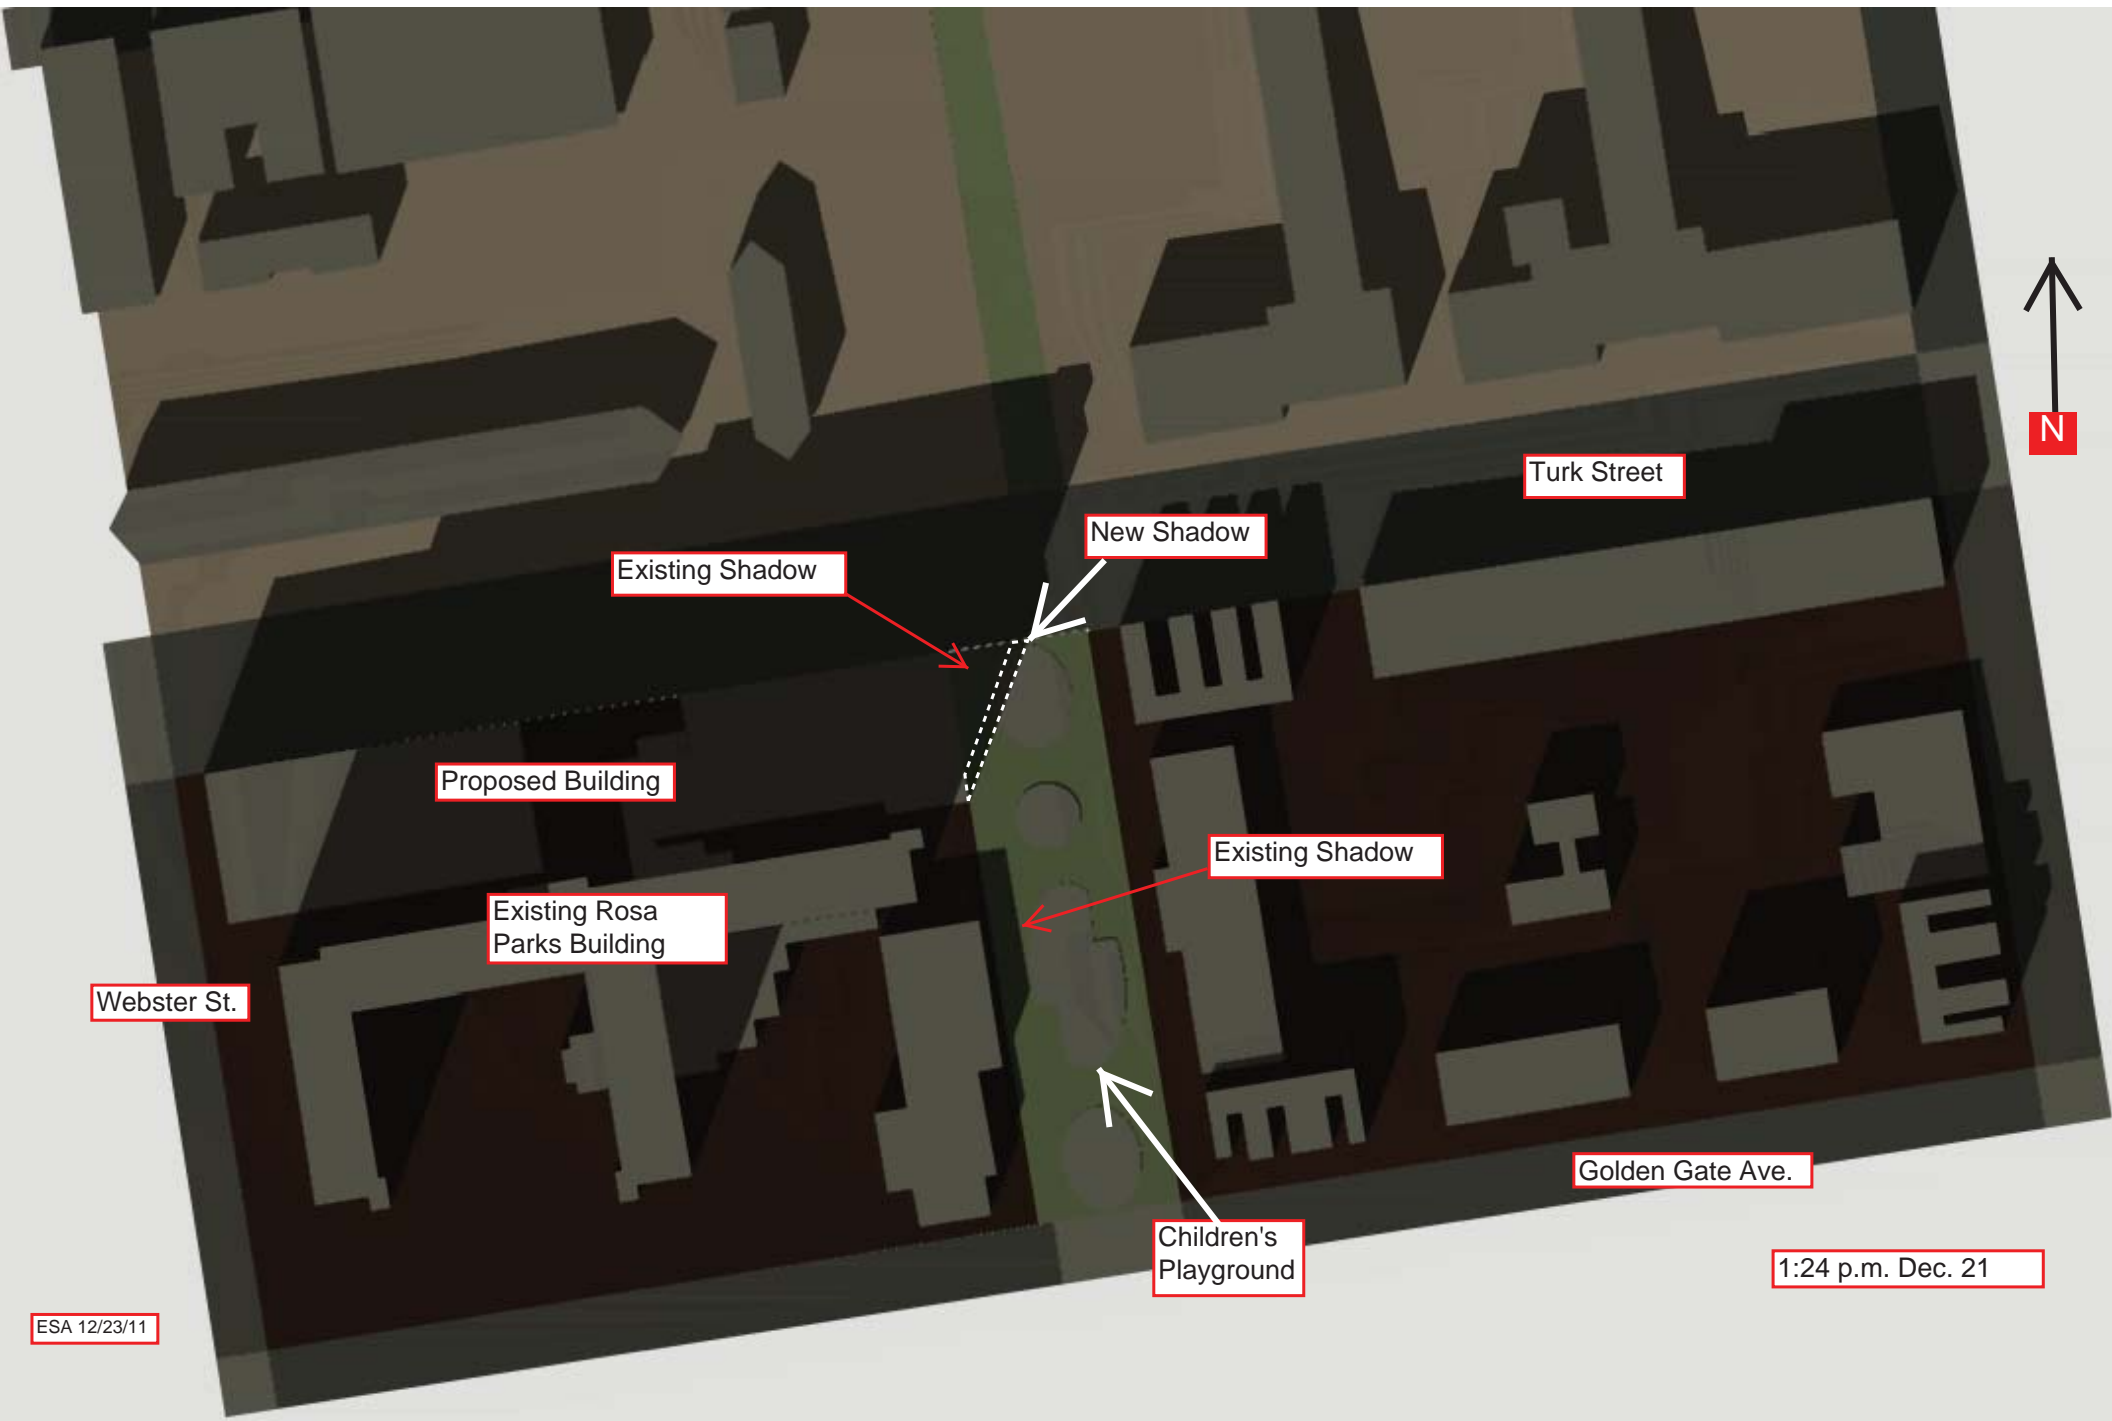 N
Turk Street
New Shadow
Existing Shadow
Proposed Building
Existing Shadow
Existing Rosa
Parks Building
Webster St.
Golden Gate Ave.
Children's
Playground
1:24 p.m. Dec. 21
ESA 12/23/11